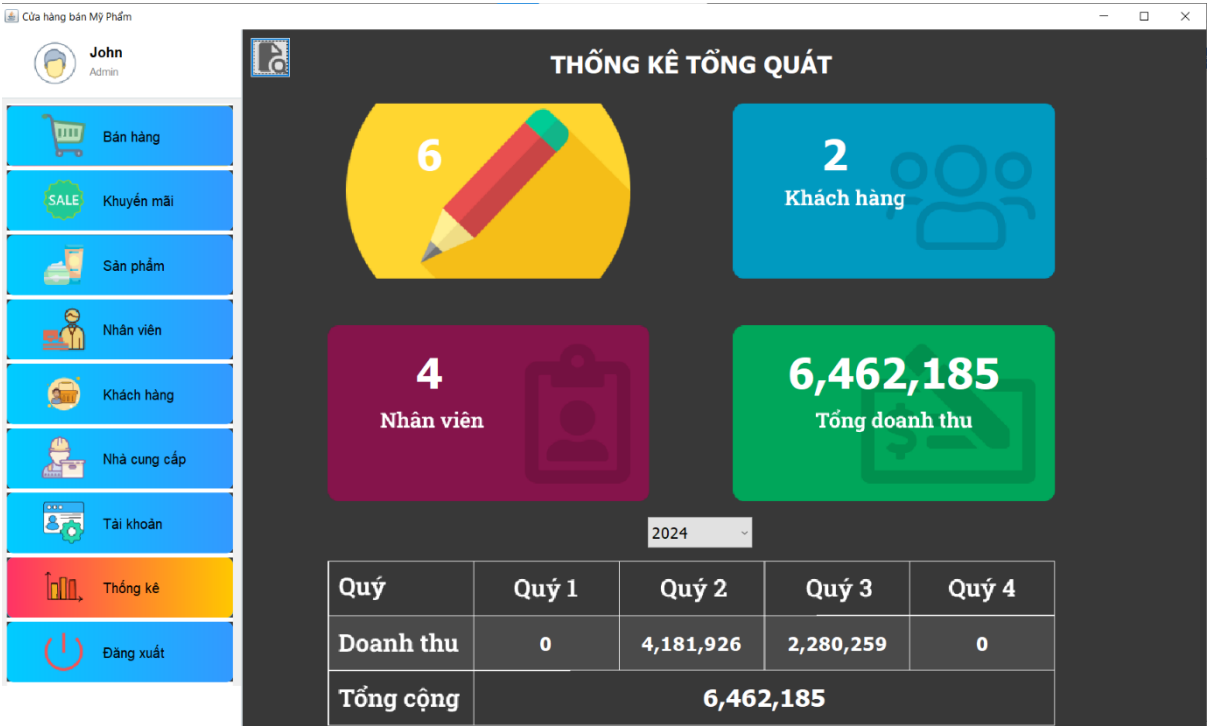 Cửa hàng bán Mỹ Phẩm
John
Admin
Bán hàng
SALE
Khuyến mãi
Sản phẩm
Nhân viên
Khách hàng
Nhà cung cấp
Tài khoản
Thống kê
Đăng xuất
THỐNG KÊ TỔNG QUÁT
6
2
Khách hàng
4
Nhân viên
6,462,185
Tổng doanh thu
2024
Quý Quý 1 Quý 2 Quý 3 Quý 4
Doanh thu 0 4,181,926 2,280,259 0
Tổng cộng 6,462,185